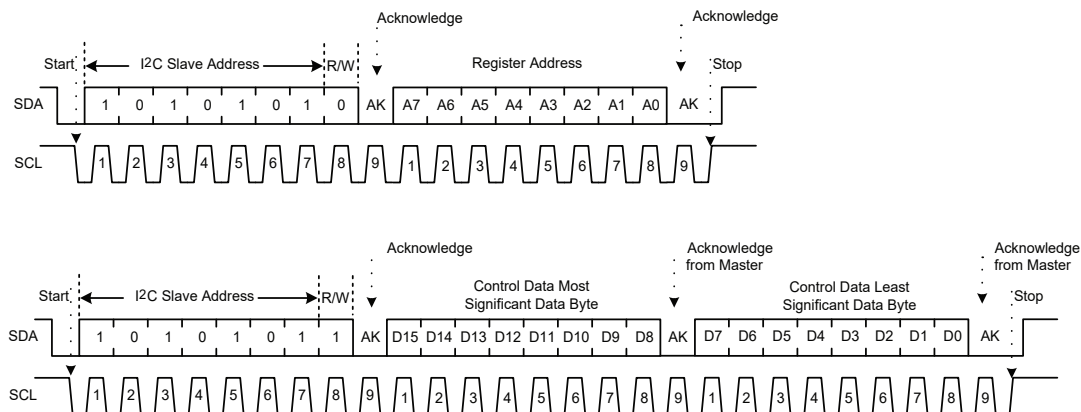 Acknowledge Acknowledge
Start I²C Slave Address R/W Register Address Stop
SDA 1 0 1 0 1 0 1 0 AK A7 A6 A5 A4 A3 A2 A1 A0 AK
SCL 1 2 3 4 5 6 7 8 9 1 2 3 4 5 6 7 8 9
Acknowledge Acknowledge from Master Acknowledge from Master
Start I²C Slave Address R/W Control Data Most Significant Data Byte Control Data Least Significant Data Byte Stop
SDA 1 0 1 0 1 0 1 1 AK D15 D14 D13 D12 D11 D10 D9 D8 AK D7 D6 D5 D4 D3 D2 D1 D0 AK
SCL 1 2 3 4 5 6 7 8 9 1 2 3 4 5 6 7 8 9 1 2 3 4 5 6 7 8 9